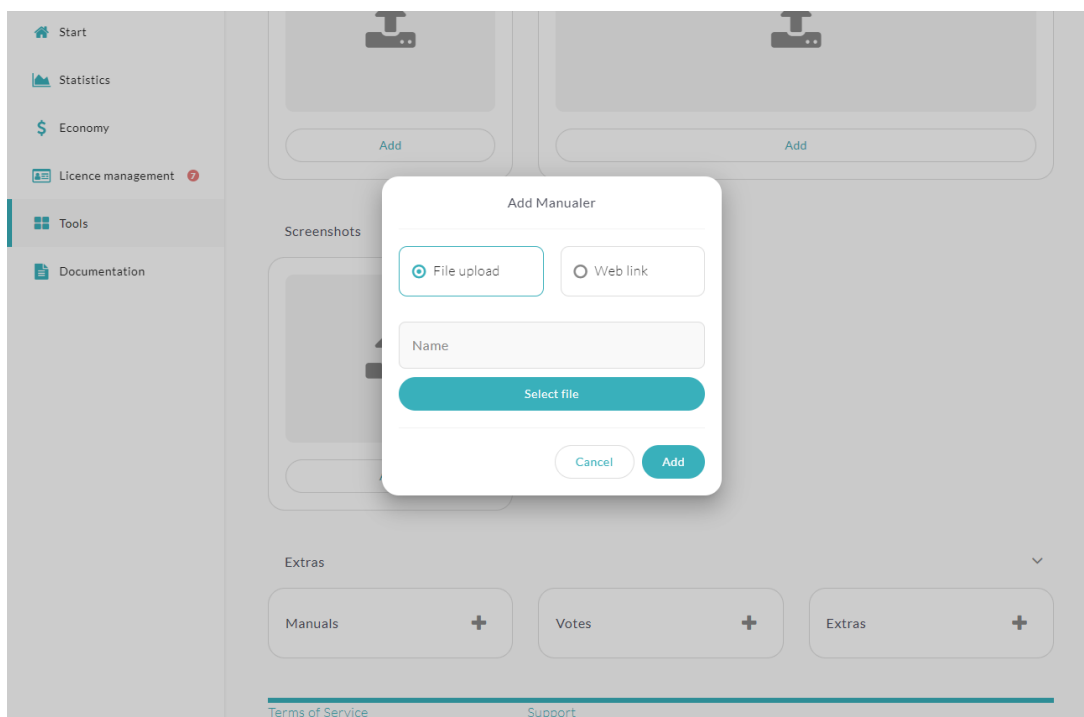 Start
Statistics
Economy
Licence management 7
Tools
Documentation
Add
Add
Screenshots
Add Manualer
File upload
Web link
Name
Select file
Cancel
Add
Extras
Manuals
Votes
Extras
Terms of Service
Support